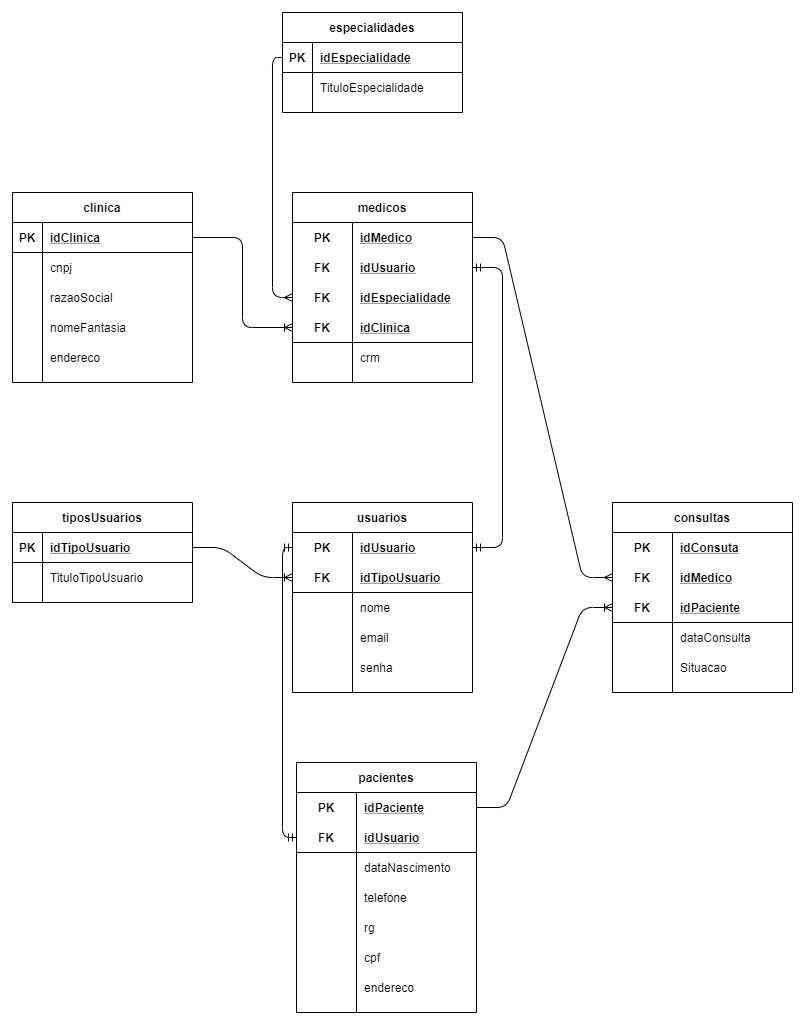 especialidades
PK idEspecialidade
TituloEspecialidade
clinica
PK idClinica
cnpj
razaoSocial
nomeFantasia
endereco
medicos
PK idMedico
FK idUsuario
FK idEspecialidade
FK idClinica
crm
tiposUsuarios
PK idTipoUsuario
TituloTipoUsuario
usuarios
PK idUsuario
FK idTipoUsuario
nome
email
senha
consultas
PK idConsuta
FK idMedico
FK idPaciente
dataConsulta
Situacao
pacientes
PK idPaciente
FK idUsuario
dataNascimento
telefone
rg
cpf
endereco